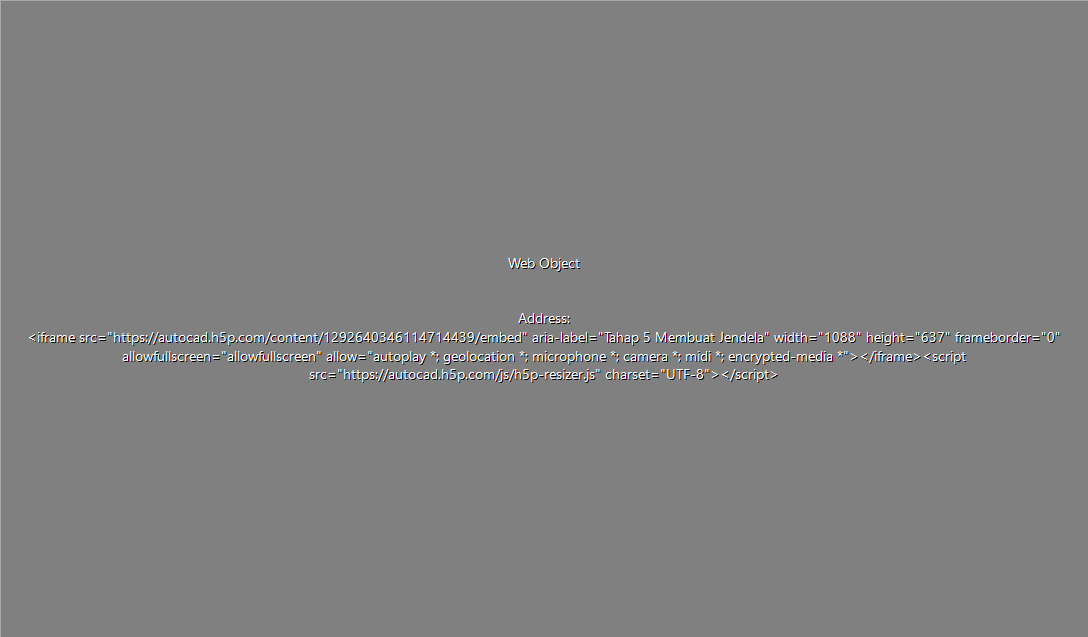 Web Object
Address:
<iframe src="https://autocad.h5p.com/content/1292640346114714439/embed" aria-label="Tahap 5 Membuat Jendela" width="1088" height="637" frameborder="0"
allowfullscreen="allowfullscreen" allow="autoplay *; geolocation *; microphone *; camera *; midi *; encrypted-media *"></iframe><script
src="https://autocad.h5p.com/js/h5p-resizer.js" charset="UTF-8"></script>